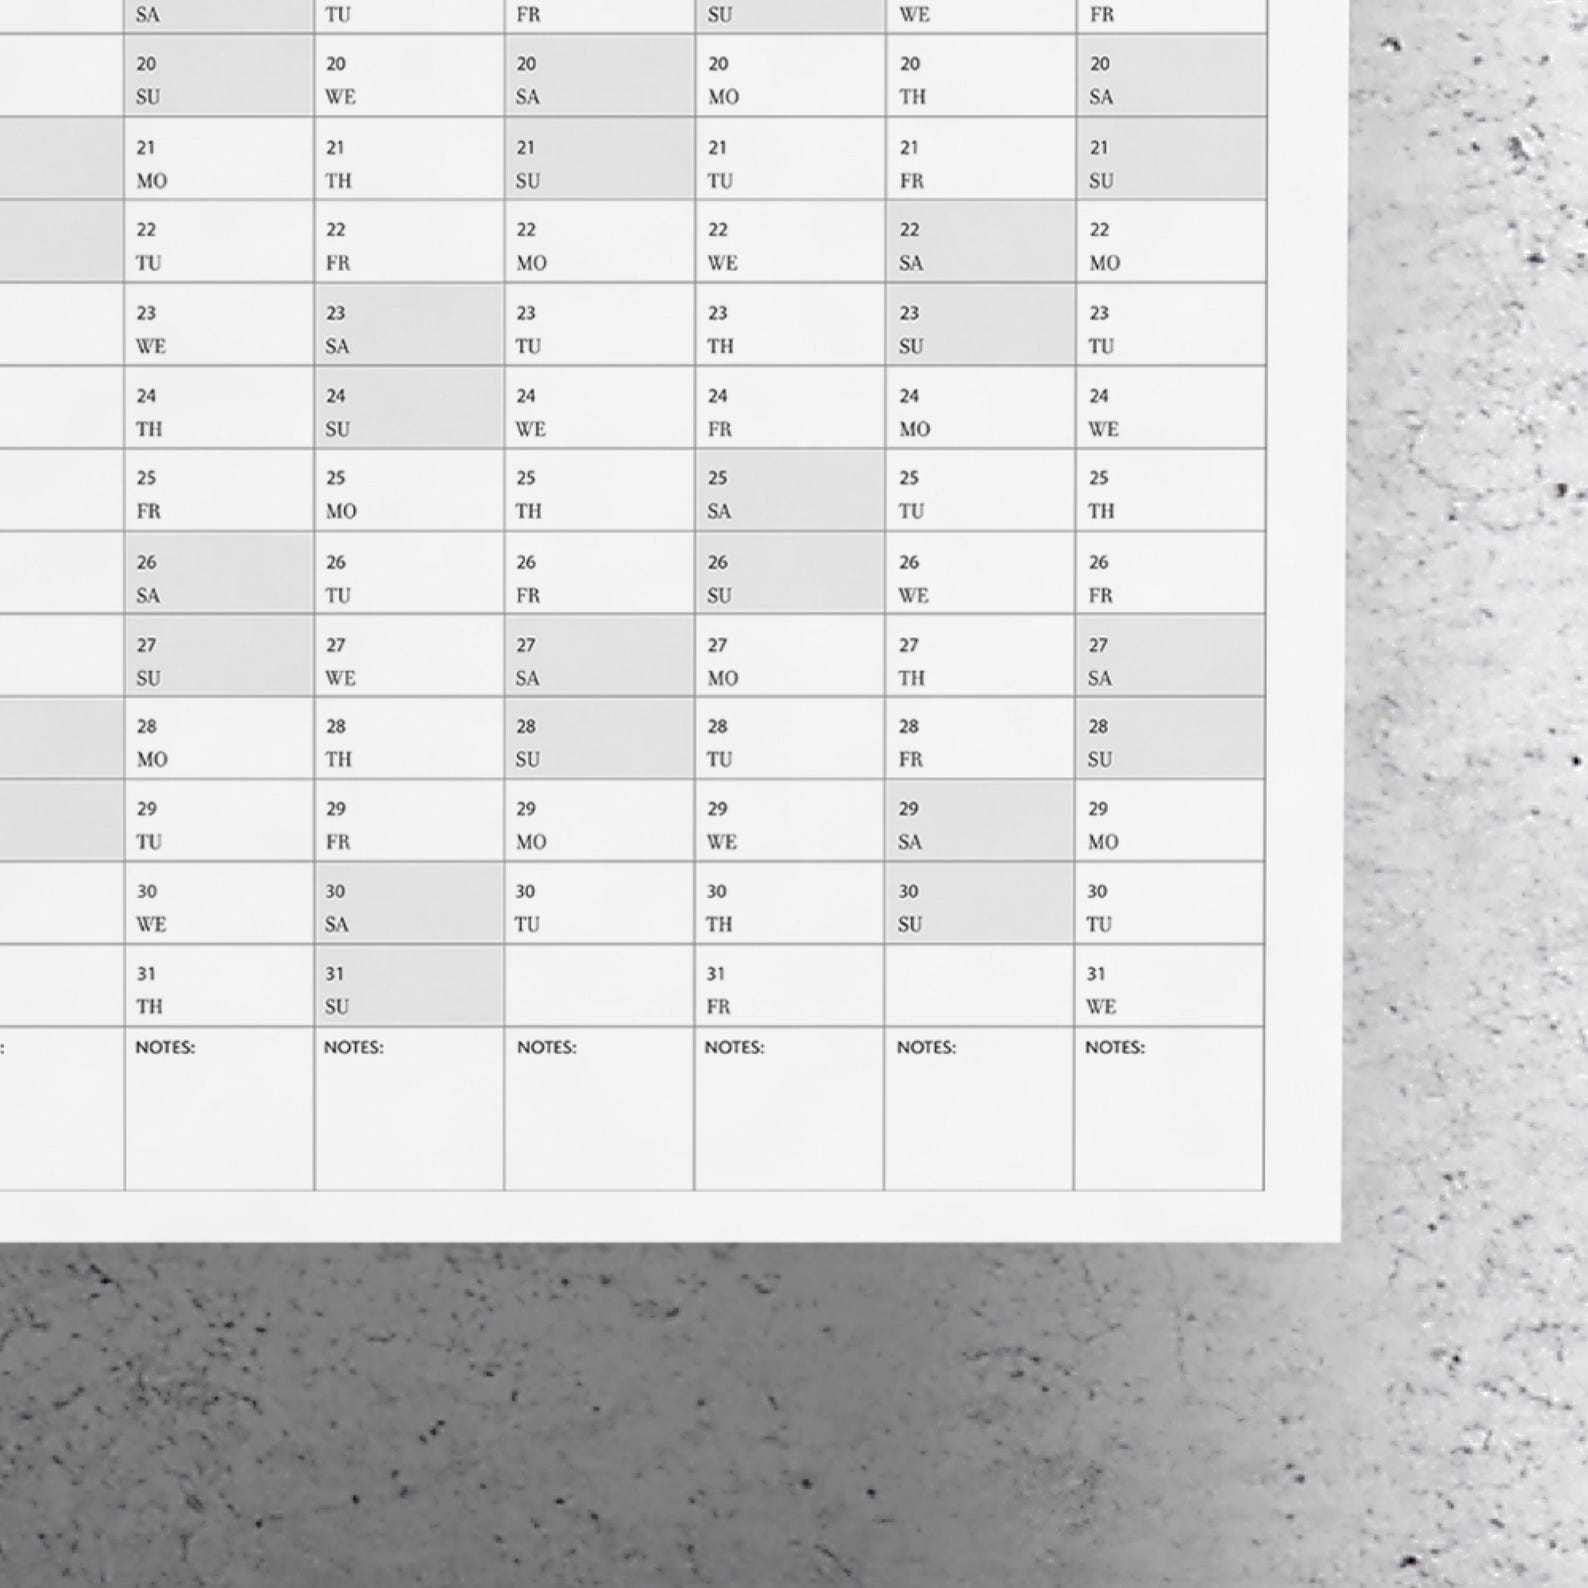 SA TU FR SU WE FR
20 20 20 20 20 20
SU WE SA MO TH SA
21 21 21 21 21 21
MO TH SU TU FR SU
22 22 22 22 22 22
TU FR MO WE SA MO
23 23 23 23 23 23
WE SA TU TH SU TU
24 24 24 24 24 24
TH SU WE FR MO WE
25 25 25 25 25 25
FR MO TH SA TU TH
26 26 26 26 26 26
SA TU FR SU WE FR
27 27 27 27 27 27
SU WE SA MO TH SA
28 28 28 28 28 28
MO TH SU TU FR SU
29 29 29 29 29 29
TU FR MO WE SA MO
30 30 30 30 30 30
WE SA TU TH SU TU
31 31 31 31
TH SU FR WE
: NOTES: NOTES: NOTES: NOTES: NOTES: NOTES: